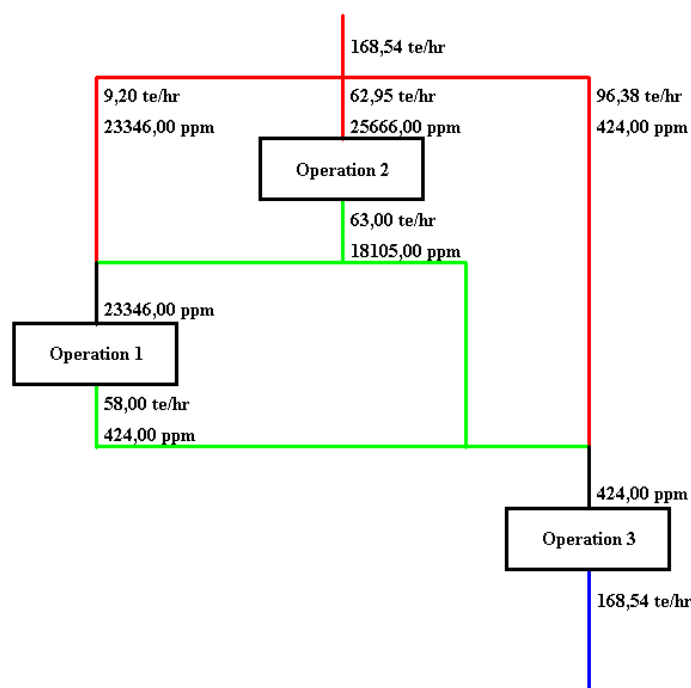 168,54 te/hr
9,20 te/hr
23346,00 ppm
62,95 te/hr
25666,00 ppm
96,38 te/hr
424,00 ppm
Operation 2
63,00 te/hr
18105,00 ppm
23346,00 ppm
Operation 1
58,00 te/hr
424,00 ppm
424,00 ppm
Operation 3
168,54 te/hr